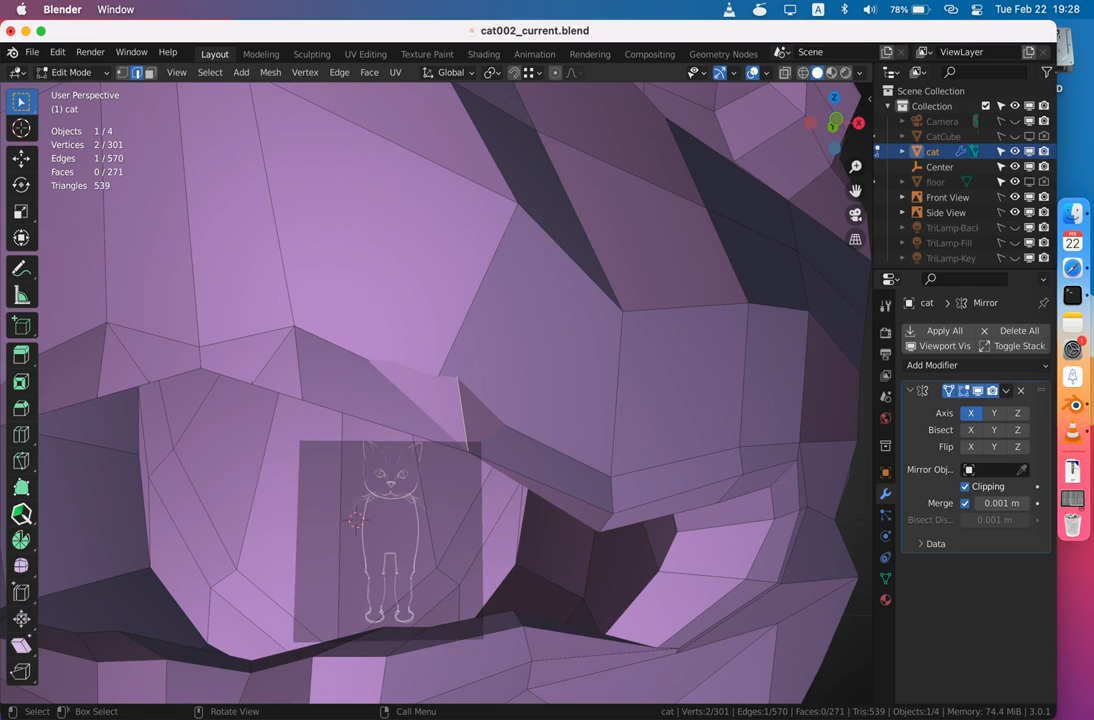 Blender Window A 78% Tue Feb 22 19:28
cat002_current.blend
File Edit Render Window Help Layout Modeling Sculpting UV Editing Texture Paint Shading Animation Rendering Compositing Geometry Nodes Scene ViewLayer
Edit Mode View Select Add Mesh Vertex Edge Face UV Global
User Perspective
(1) cat
Objects 1 / 4
Vertices 2 / 301
Edges 1 / 570
Faces 0 / 271
Triangles 539
Z
X
Y
Scene Collection
Collection
Camera
CatCube
cat
Center
floor
Front View
Side View
TriLamp-Back
TriLamp-Fill
TriLamp-Key
cat Mirror
Apply All Delete All
Viewport Vis Toggle Stack
Add Modifier
Axis X Y Z
Bisect X Y Z
Flip X Y Z
Mirror Obj...
Clipping
Merge 0.001 m
Bisect Dis... 0.001 m
Data
FEB
22
1
D
Select Box Select Rotate View Call Menu cat | Verts:2/301 | Edges:1/570 | Faces:0/271 | Tris:539 | Objects:1/4 | Memory: 74.4 MiB | 3.0.1